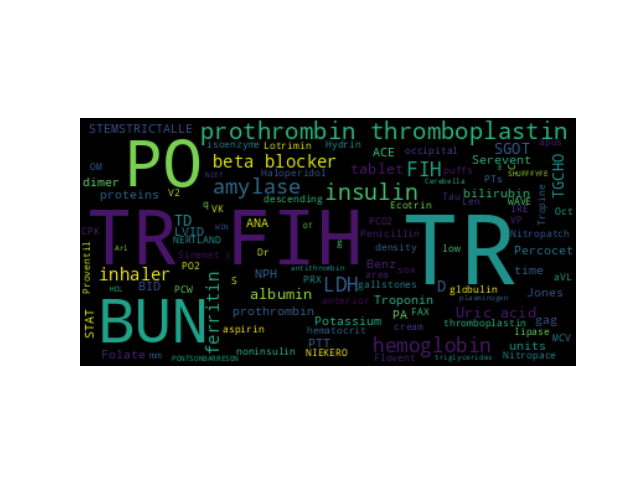 STEMSTRICTALLE prothrombin thromboplastin
PO isoenzyme Lotrimin Hydrin ACE occipital SGOT apos
beta blocker FIH Serevent TGCHO
OM Haloperidol tablet puffs SHUFFFYFE
dimer amylase Cerebella PTs
proteins V2 descending insulin Tau bilirubin
q VK Ecotrin Len WAVE Tropine Oct
TR FIH TR
TD ANA PCO2 IRE VP
CPK LVID WIN OT Penicillin Nitropatch
NERTLAND g density low Percocet
Arl Sinemet x Dr
Proventil PO2 antithrombin area sox time aVL
inhaler NPH PRX LDH gallstones D
HDL BID PCW S globulin Jones
BUN ferritin albumin anterior Troponin plasminogen
STAT prothrombin PA FAX Uric acid
aspirin Potassium cream thromboplastin gag
hematocrit lipase MCV
PTT hemoglobin units
Folate mm noninsulin NIEKERO Flovent triglycerides Nitropace